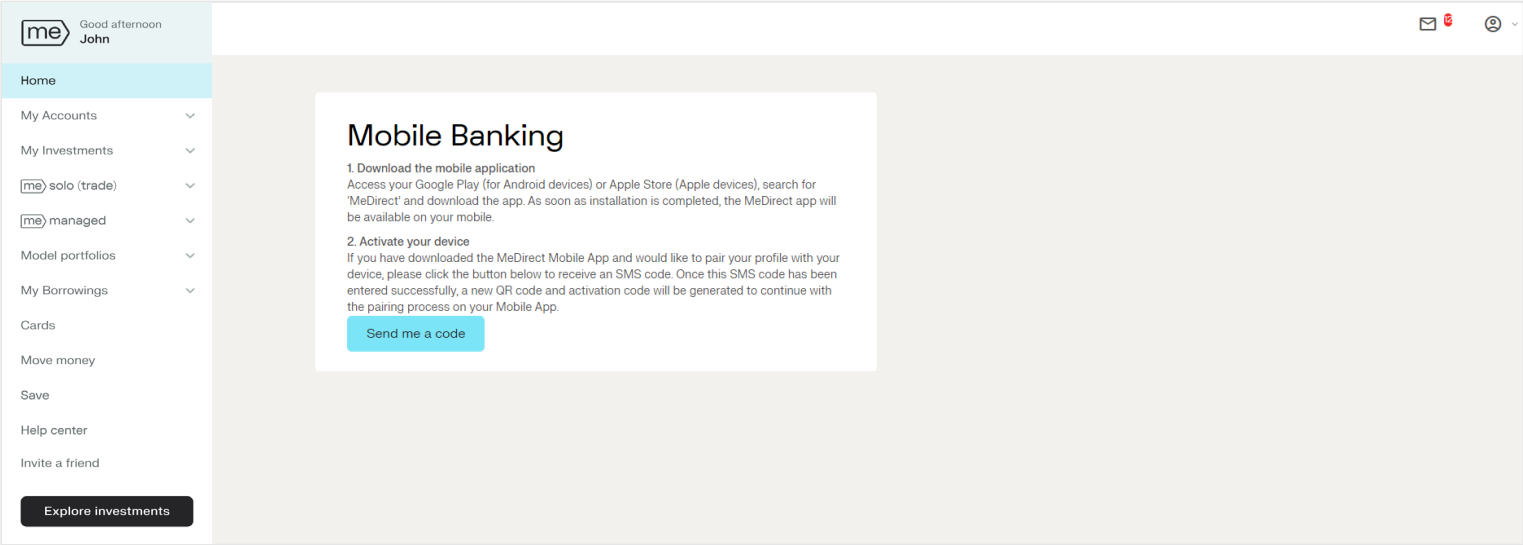 me
Good afternoon
John
12
Home
My Accounts
My Investments
me solo (trade)
me managed
Model portfolios
My Borrowings
Cards
Move money
Save
Help center
Invite a friend
Explore investments
Mobile Banking
1. Download the mobile application
Access your Google Play (for Android devices) or Apple Store (Apple devices), search for
'MeDirect' and download the app. As soon as installation is completed, the MeDirect app will
be available on your mobile.
2. Activate your device
If you have downloaded the MeDirect Mobile App and would like to pair your profile with your
device, please click the button below to receive an SMS code. Once this SMS code has been
entered successfully, a new QR code and activation code will be generated to continue with
the pairing process on your Mobile App.
Send me a code